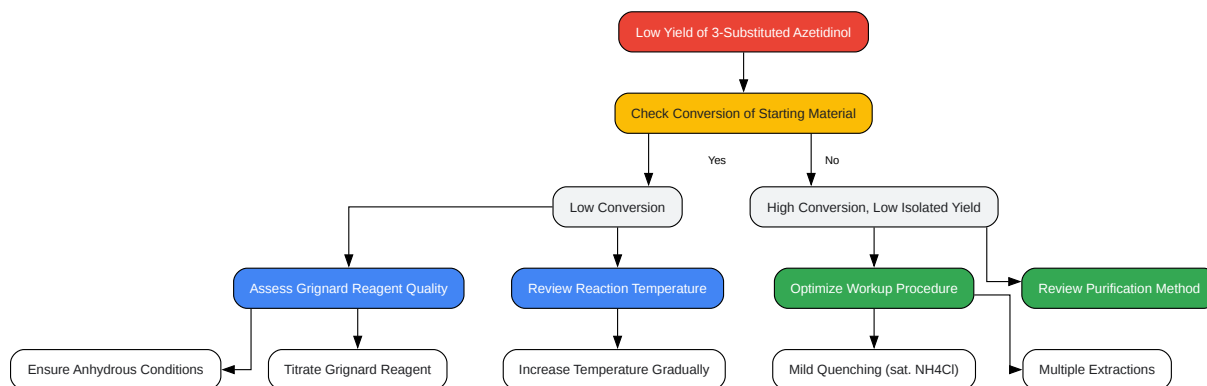 Low Yield of 3-Substituted Azetidinol
Check Conversion of Starting Material
Yes
No
Low Conversion
High Conversion, Low Isolated Yield
Assess Grignard Reagent Quality
Review Reaction Temperature
Optimize Workup Procedure
Review Purification Method
Ensure Anhydrous Conditions
Titrate Grignard Reagent
Increase Temperature Gradually
Mild Quenching (sat. NH4Cl)
Multiple Extractions